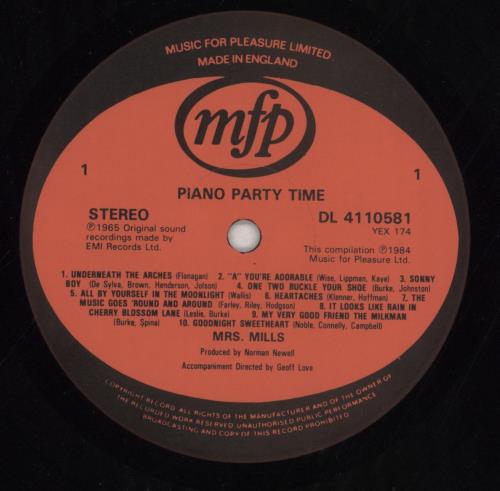 MUSIC FOR PLEASURE LIMITED
MADE IN ENGLAND
mfp
1
1
PIANO PARTY TIME
STEREO
DL 4110581
YEX 174
℗1965 Original sound
recordings made by
EMI Records Ltd.
This compilation ℗1984
Music for Pleasure Ltd.
1. UNDERNEATH THE ARCHES (Flanagan) 2. "A" YOU'RE ADORABLE (Wise, Lippman, Kaye) 3. SONNY
BOY (De Sylva, Brown, Henderson, Jolson) 4. ONE TWO BUCKLE YOUR SHOE (Burke, Johnston)
5. ALL BY YOURSELF IN THE MOONLIGHT (Wallis) 6. HEARTACHES (Klenner, Hoffman) 7. THE
MUSIC GOES 'ROUND AND AROUND (Farley, Riley, Hodgson) 8. IT LOOKS LIKE RAIN IN
CHERRY BLOSSOM LANE (Leslie, Burke) 9. MY VERY GOOD FRIEND THE MILKMAN
(Burke, Spina) 10. GOODNIGHT SWEETHEART (Noble, Connelly, Campbell)
MRS. MILLS
Produced by Norman Newell
Accompaniment Directed by Geoff Love
COPYRIGHT RECORD ALL RIGHTS OF THE MANUFACTURER AND OF THE OWNER OF
THE RECORDED WORK RESERVED UNAUTHORISED PUBLIC PERFORMANCE
BROADCASTING AND COPY OF THIS RECORD PROHIBITED